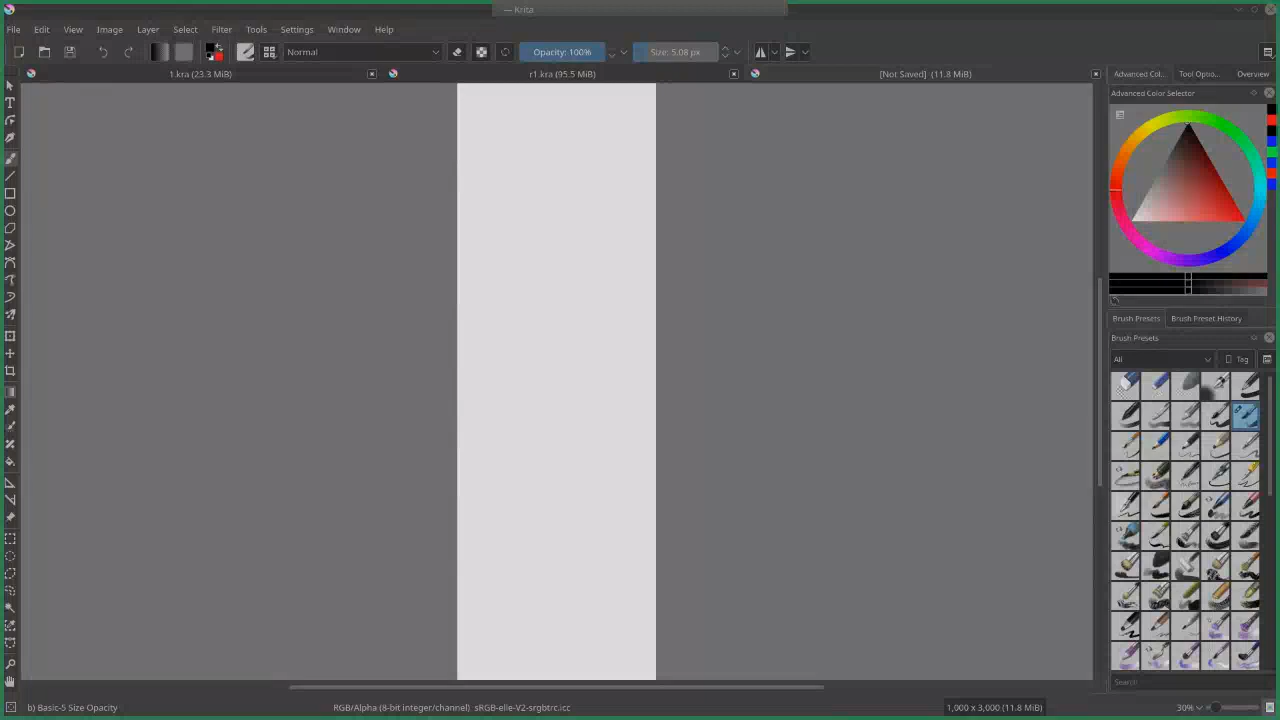 — Krita
File Edit View Image Layer Select Filter Tools Settings Window Help
Normal Opacity: 100% Size: 5.08 px
1.kra (23.3 MiB) r1.kra (95.5 MiB) [Not Saved] (11.8 MiB) Advanced Col... Tool Optio... Overview
Advanced Color Selector
Brush Presets Brush Preset History
Brush Presets
All Tag
Search
b) Basic-5 Size Opacity RGB/Alpha (8-bit integer/channel) sRGB-elle-V2-srgbtrc.icc 1,000 x 3,000 (11.8 MiB) 30%